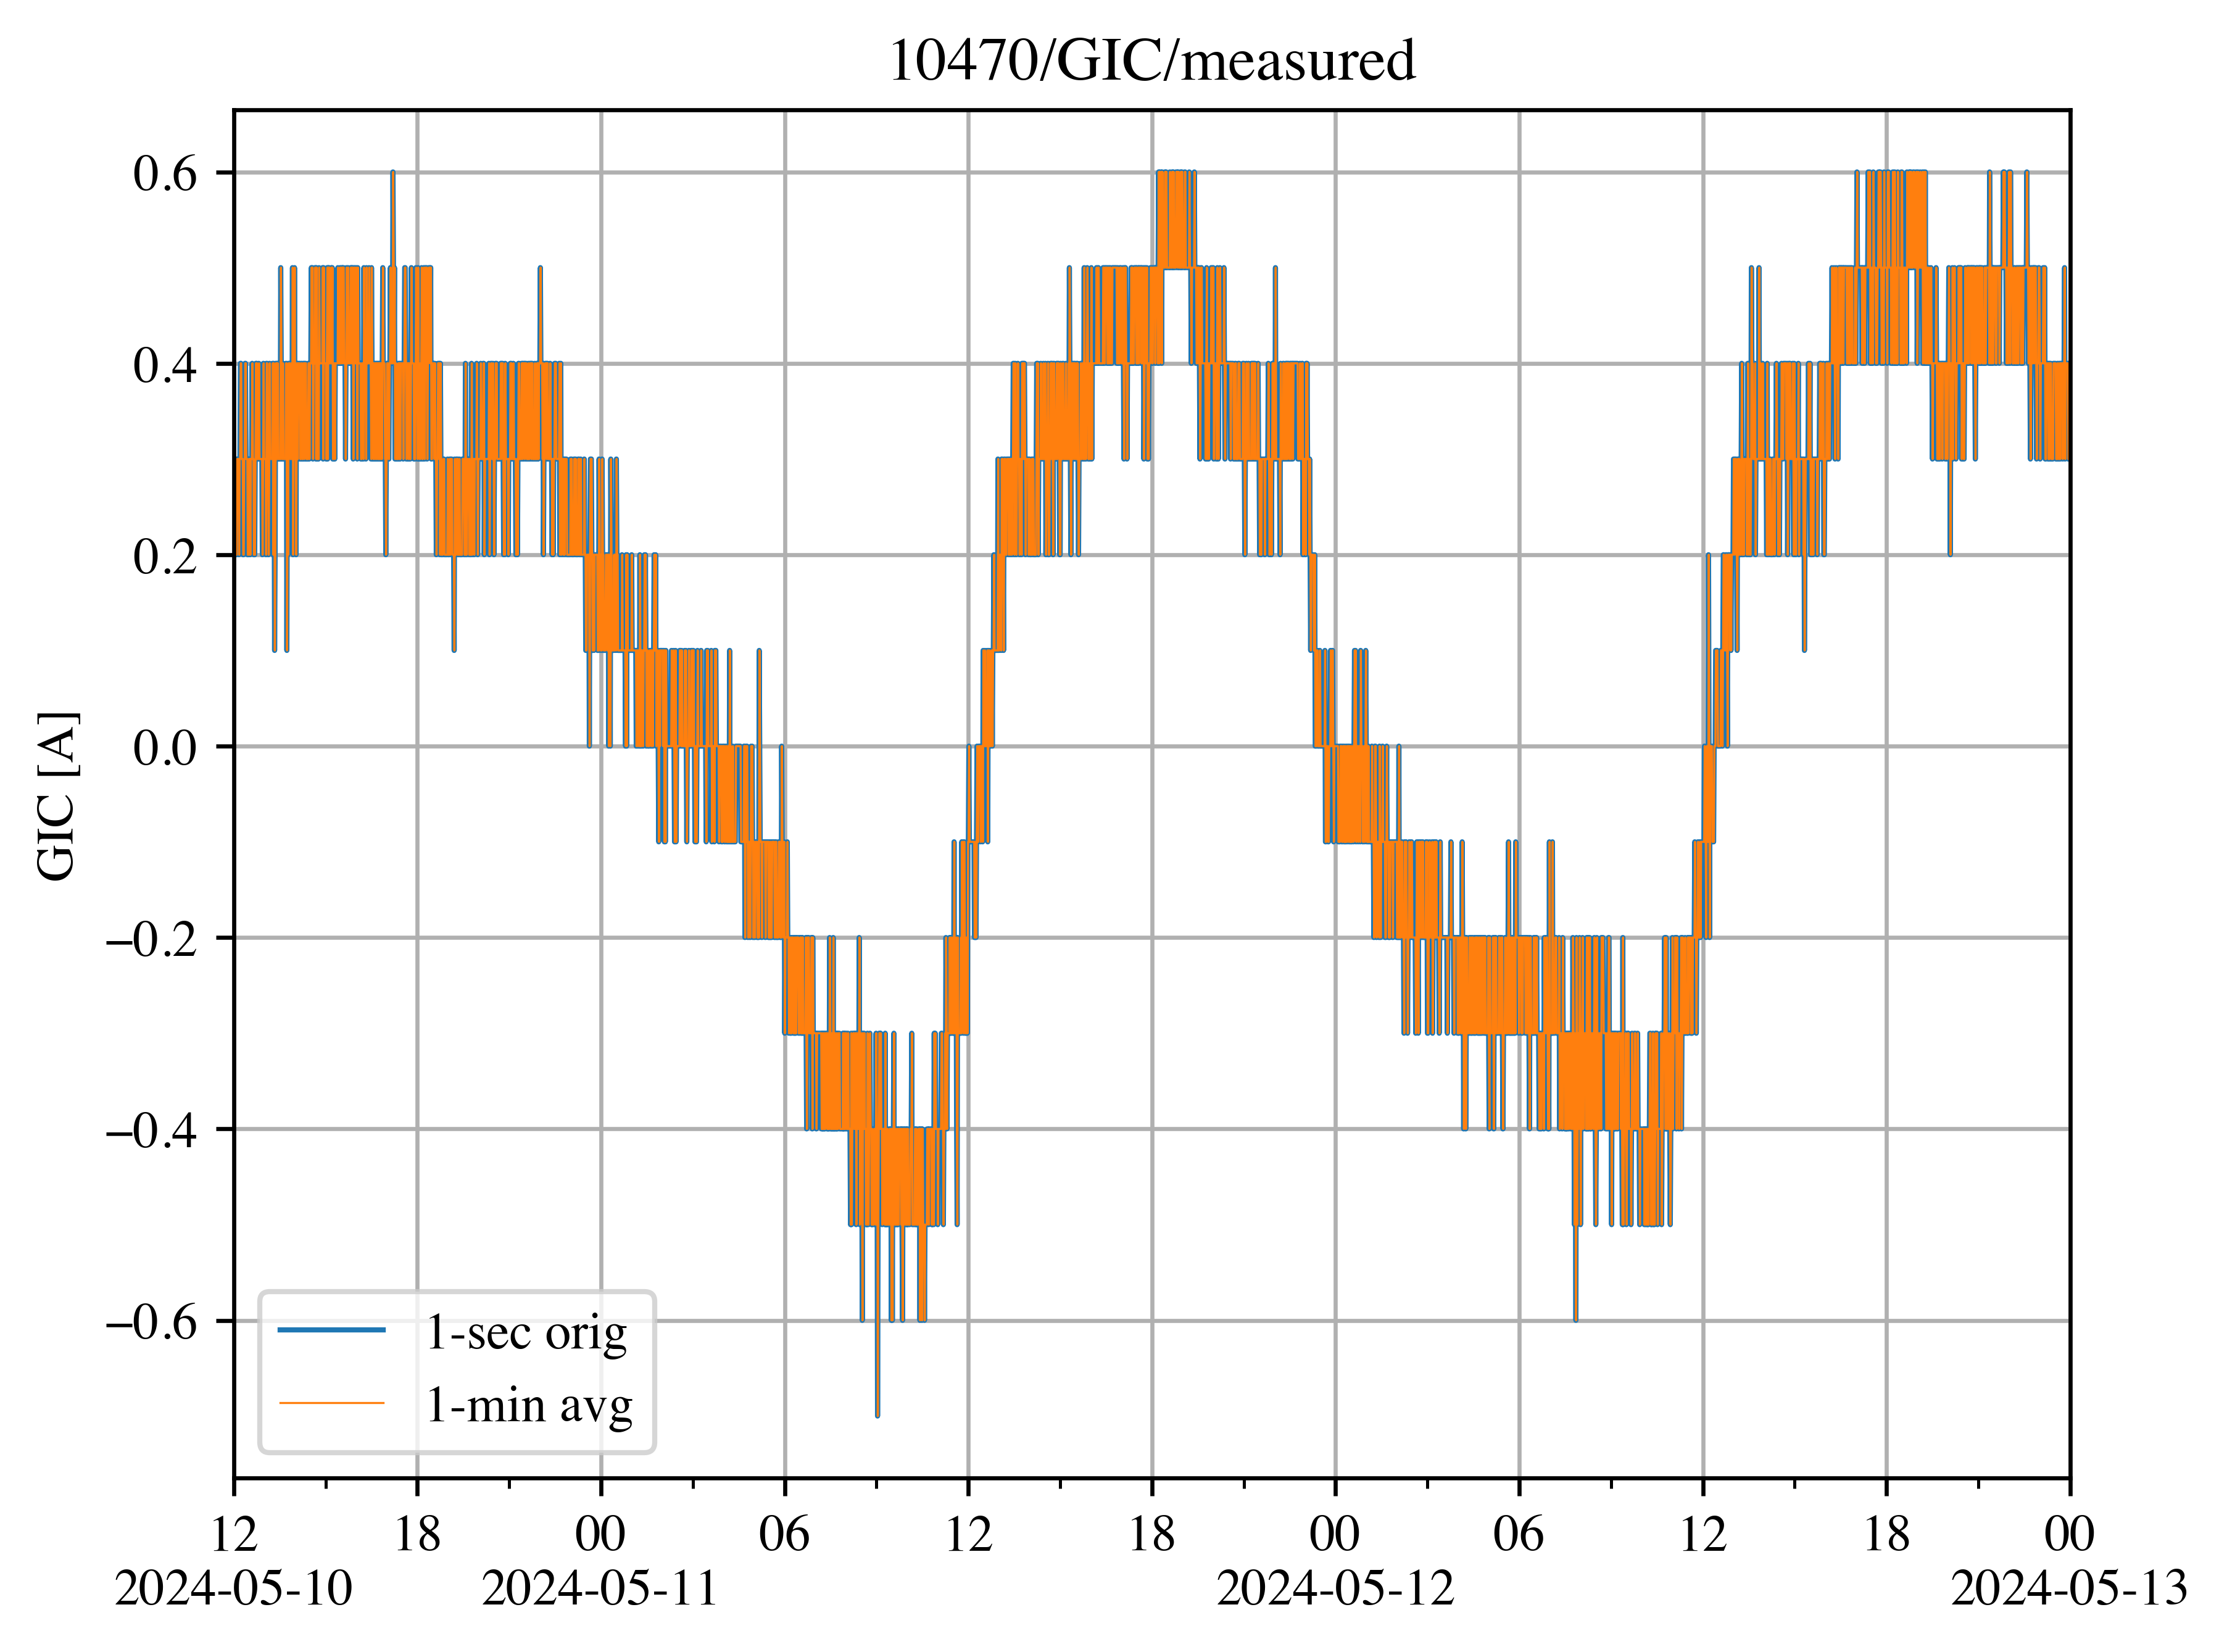 10470/GIC/measured
0.6
0.4
0.2
0.0
−0.2
−0.4
−0.6
GIC [A]
1-sec orig
1-min avg
12 18 00 06 12 18 00 06 12 18 00
2024-05-10 2024-05-11 2024-05-12 2024-05-13